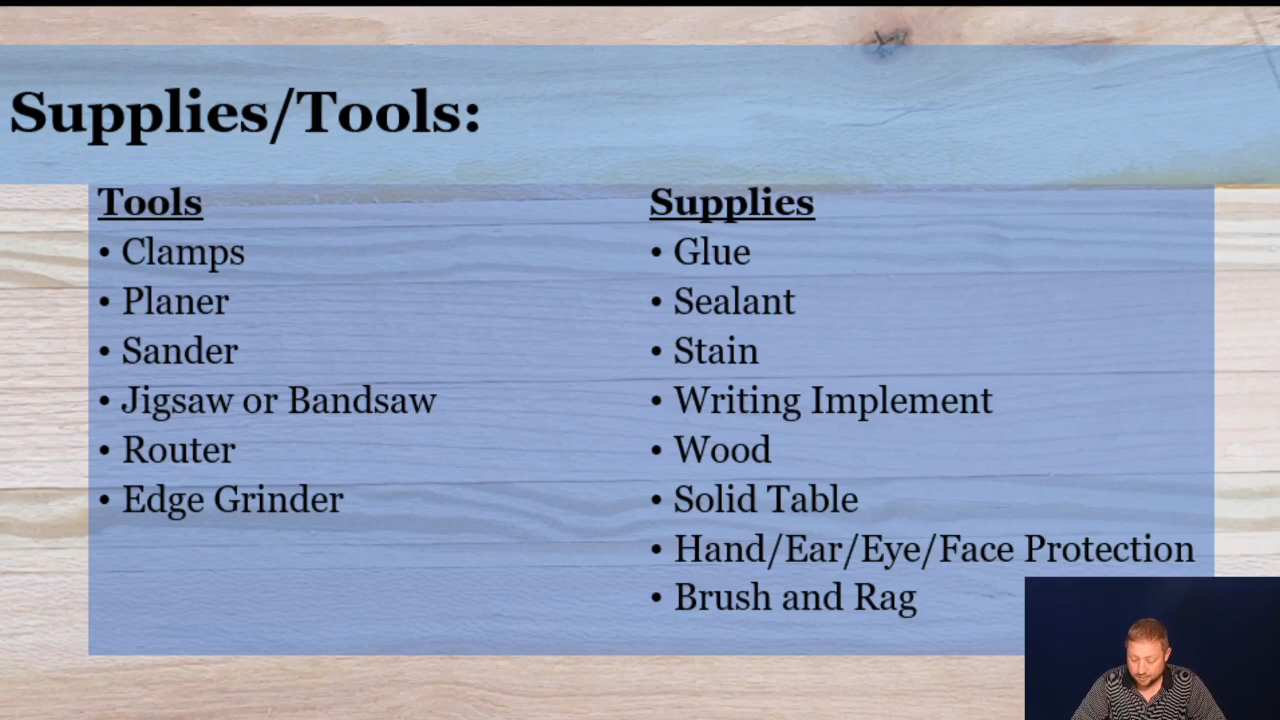 Supplies/Tools:
Tools
• Clamps
• Planer
• Sander
• Jigsaw or Bandsaw
• Router
• Edge Grinder
Supplies
• Glue
• Sealant
• Stain
• Writing Implement
• Wood
• Solid Table
• Hand/Ear/Eye/Face Protection
• Brush and Rag